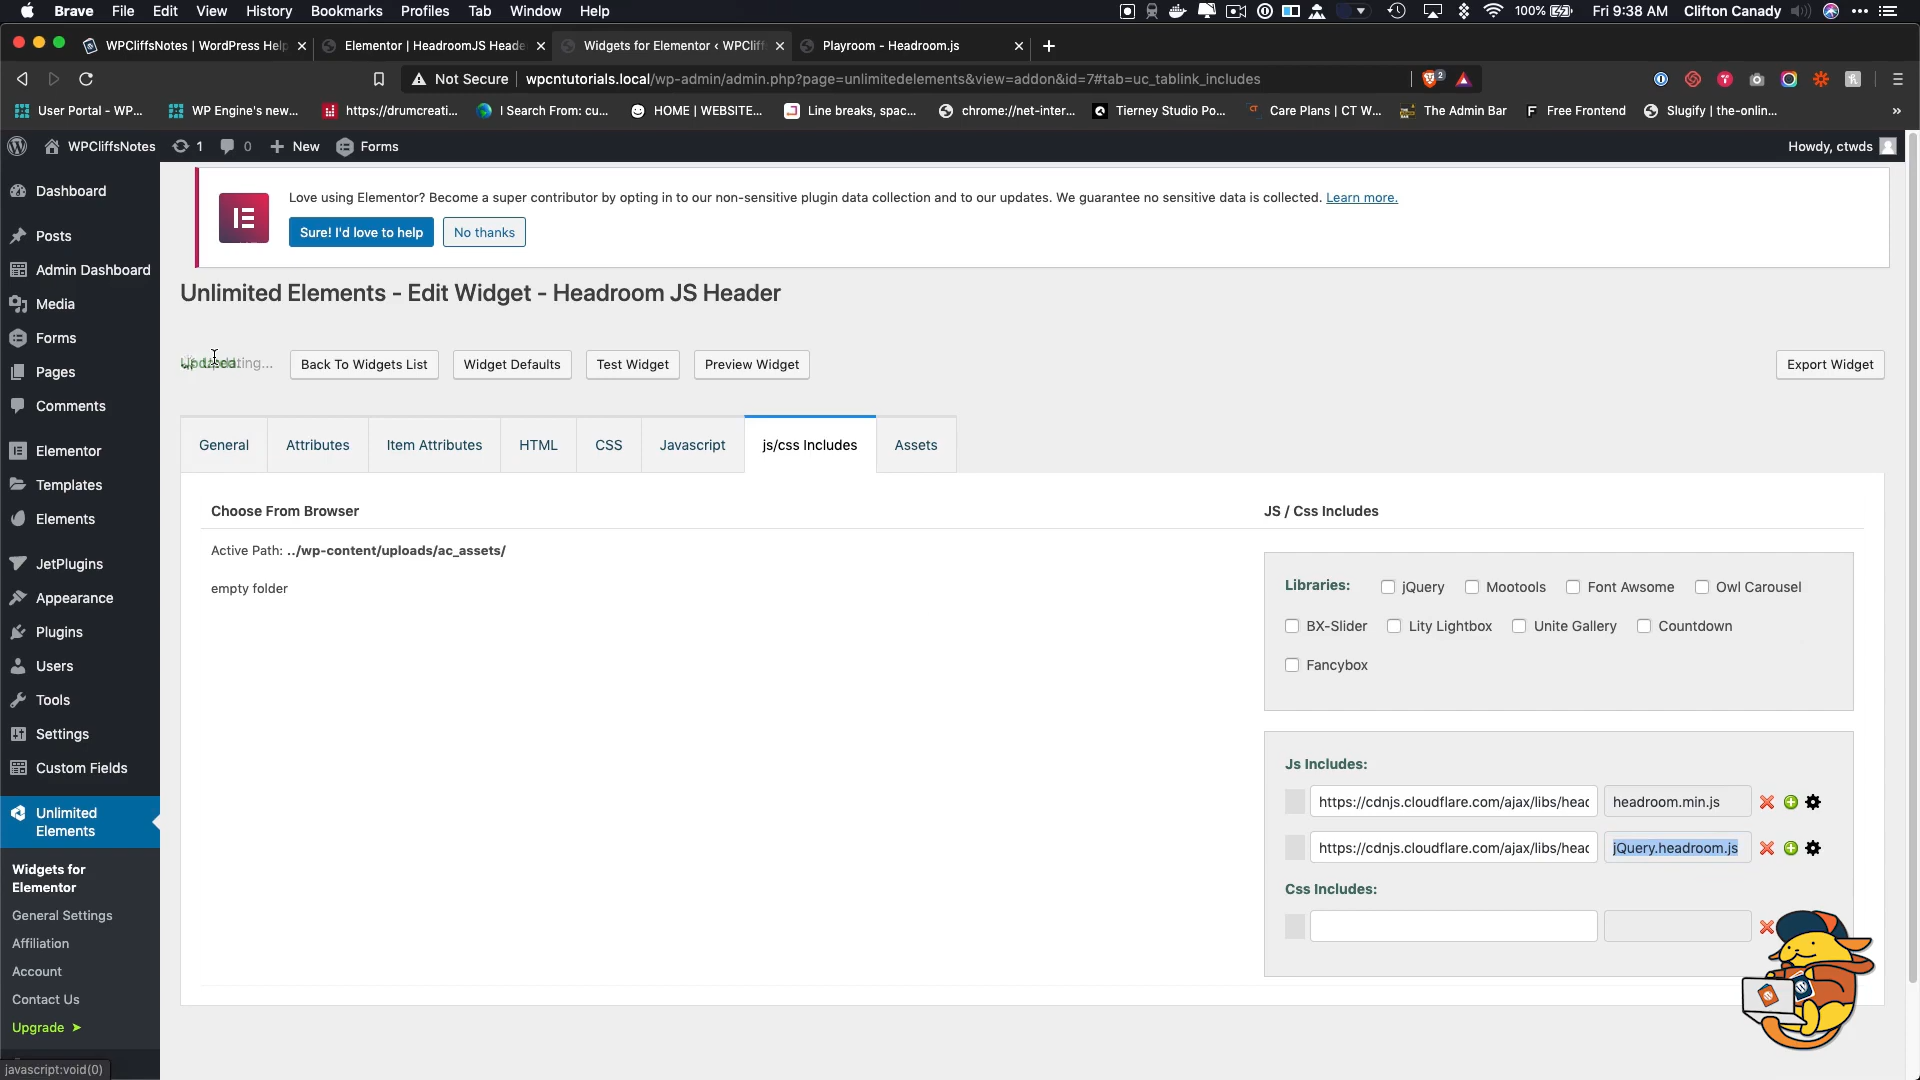 Brave File Edit View History Bookmarks Profiles Tab Window Help 100% Fri 9:38 AM Clifton Canady
WPCliffsNotes | WordPress Help Elementor | HeadroomJS Heade Widgets for Elementor ‹ WPCliff Playroom - Headroom.js
Not Secure wpcntutorials.local/wp-admin/admin.php?page=unlimitedelements&view=addon&id=7#tab=uc_tablink_includes 2
User Portal - WP... WP Engine's new... https://drumcreati... I Search From: cu... HOME | WEBSITE... Line breaks, spac... chrome://net-inter... Tierney Studio Po... CT Care Plans | CT W... The Admin Bar Free Frontend Slugify | the-onlin... »
WPCliffsNotes 1 0 New Forms Howdy, ctwds
Dashboard
Posts
Admin Dashboard
Media
Forms
Pages
Comments
Elementor
Templates
Elements
JetPlugins
Appearance
Plugins
Users
Tools
Settings
Custom Fields
Unlimited
Elements
Widgets for
Elementor
General Settings
Affiliation
Account
Contact Us
Upgrade ➤
javascript:void(0)
Love using Elementor? Become a super contributor by opting in to our non-sensitive plugin data collection and to our updates. We guarantee no sensitive data is collected. Learn more.
Sure! I'd love to help No thanks
Unlimited Elements - Edit Widget - Headroom JS Header
Back To Widgets List Widget Defaults Test Widget Preview Widget Export Widget
General Attributes Item Attributes HTML CSS Javascript js/css Includes Assets
Choose From Browser
Active Path: ../wp-content/uploads/ac_assets/
empty folder
JS / Css Includes
Libraries: jQuery Mootools Font Awsome Owl Carousel
BX-Slider Lity Lightbox Unite Gallery Countdown
Fancybox
Js Includes:
https://cdnjs.cloudflare.com/ajax/libs/head headroom.min.js
https://cdnjs.cloudflare.com/ajax/libs/head jQuery.headroom.js
Css Includes: